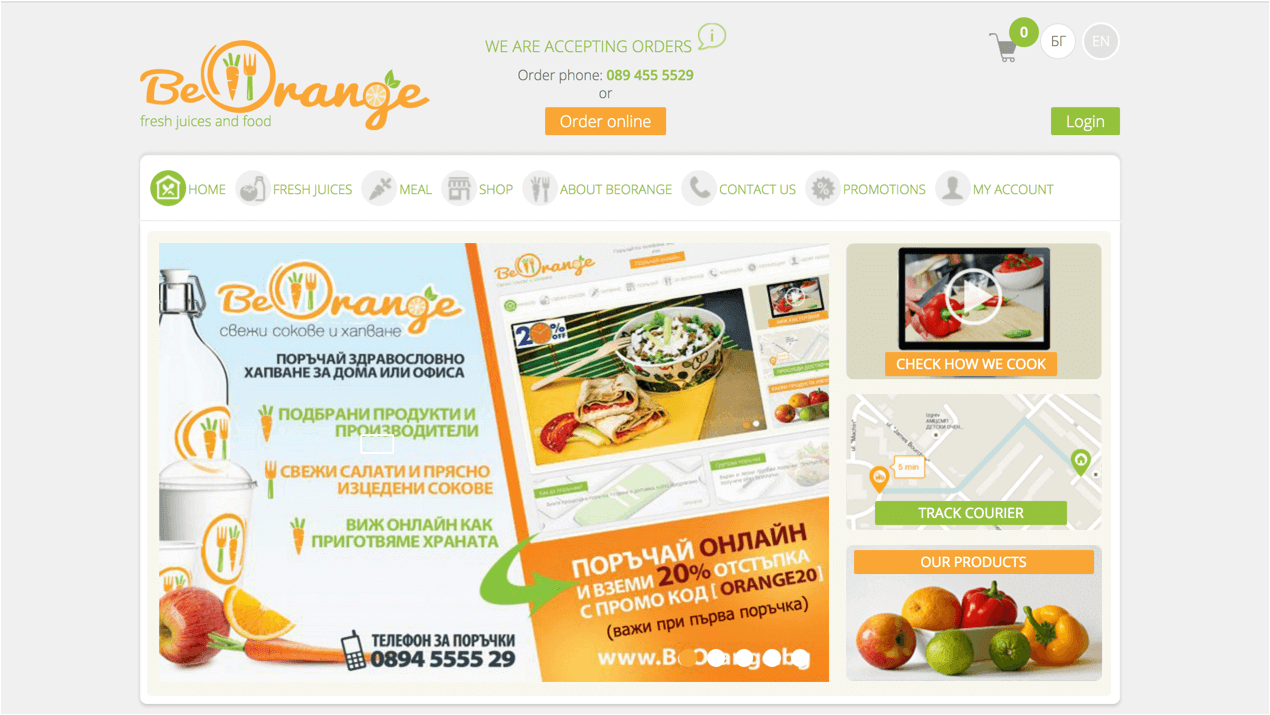 BeOrange
fresh juices and food
WE ARE ACCEPTING ORDERS
Order phone: 089 455 5529
or
Order online
0
БГ
EN
Login
HOME
FRESH JUICES
MEAL
SHOP
ABOUT BEORANGE
CONTACT US
PROMOTIONS
MY ACCOUNT
BeOrange
свежи сокове и хапване
ПОРЪЧАЙ ЗДРАВОСЛОВНО
ХАПВАНЕ ЗА ДОМА ИЛИ ОФИСА
ПОДБРАНИ ПРОДУКТИ И
ПРОИЗВОДИТЕЛИ
СВЕЖИ САЛАТИ И ПРЯСНО
ИЗЦЕДЕНИ СОКОВЕ
ВИЖ ОНЛАЙН КАК
ПРИГОТВЯМЕ ХРАНАТА
ТЕЛЕФОН ЗА ПОРЪЧКИ
0894 5555 29
BeOrange
20% OFF
ПОРЪЧАЙ ОНЛАЙН
И ВЗЕМИ 20% ОТСТЪПКА
С ПРОМО КОД [ ORANGE20]
(важи при първа поръчка)
www.BeOrange.bg
CHECK HOW WE COOK
5 min
TRACK COURIER
OUR PRODUCTS